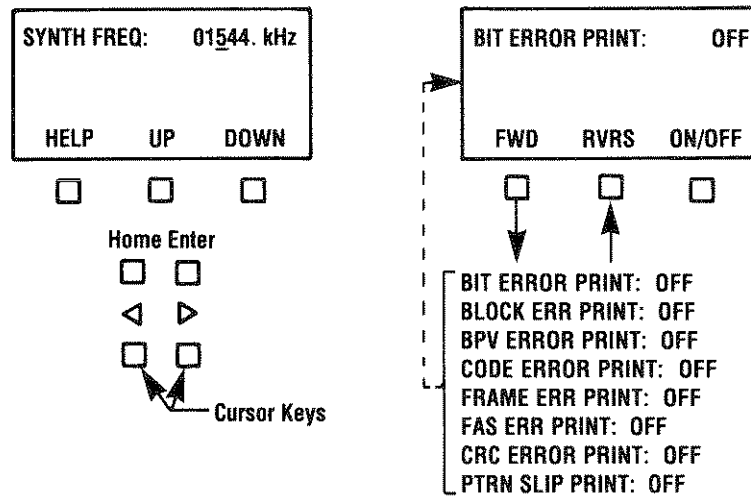 SYNTH FREQ: 01544. kHz
HELP UP DOWN
Home Enter
Cursor Keys
BIT ERROR PRINT: OFF
FWD RVRS ON/OFF
BIT ERROR PRINT: OFF
BLOCK ERR PRINT: OFF
BPV ERROR PRINT: OFF
CODE ERROR PRINT: OFF
FRAME ERR PRINT: OFF
FAS ERR PRINT: OFF
CRC ERROR PRINT: OFF
PTRN SLIP PRINT: OFF